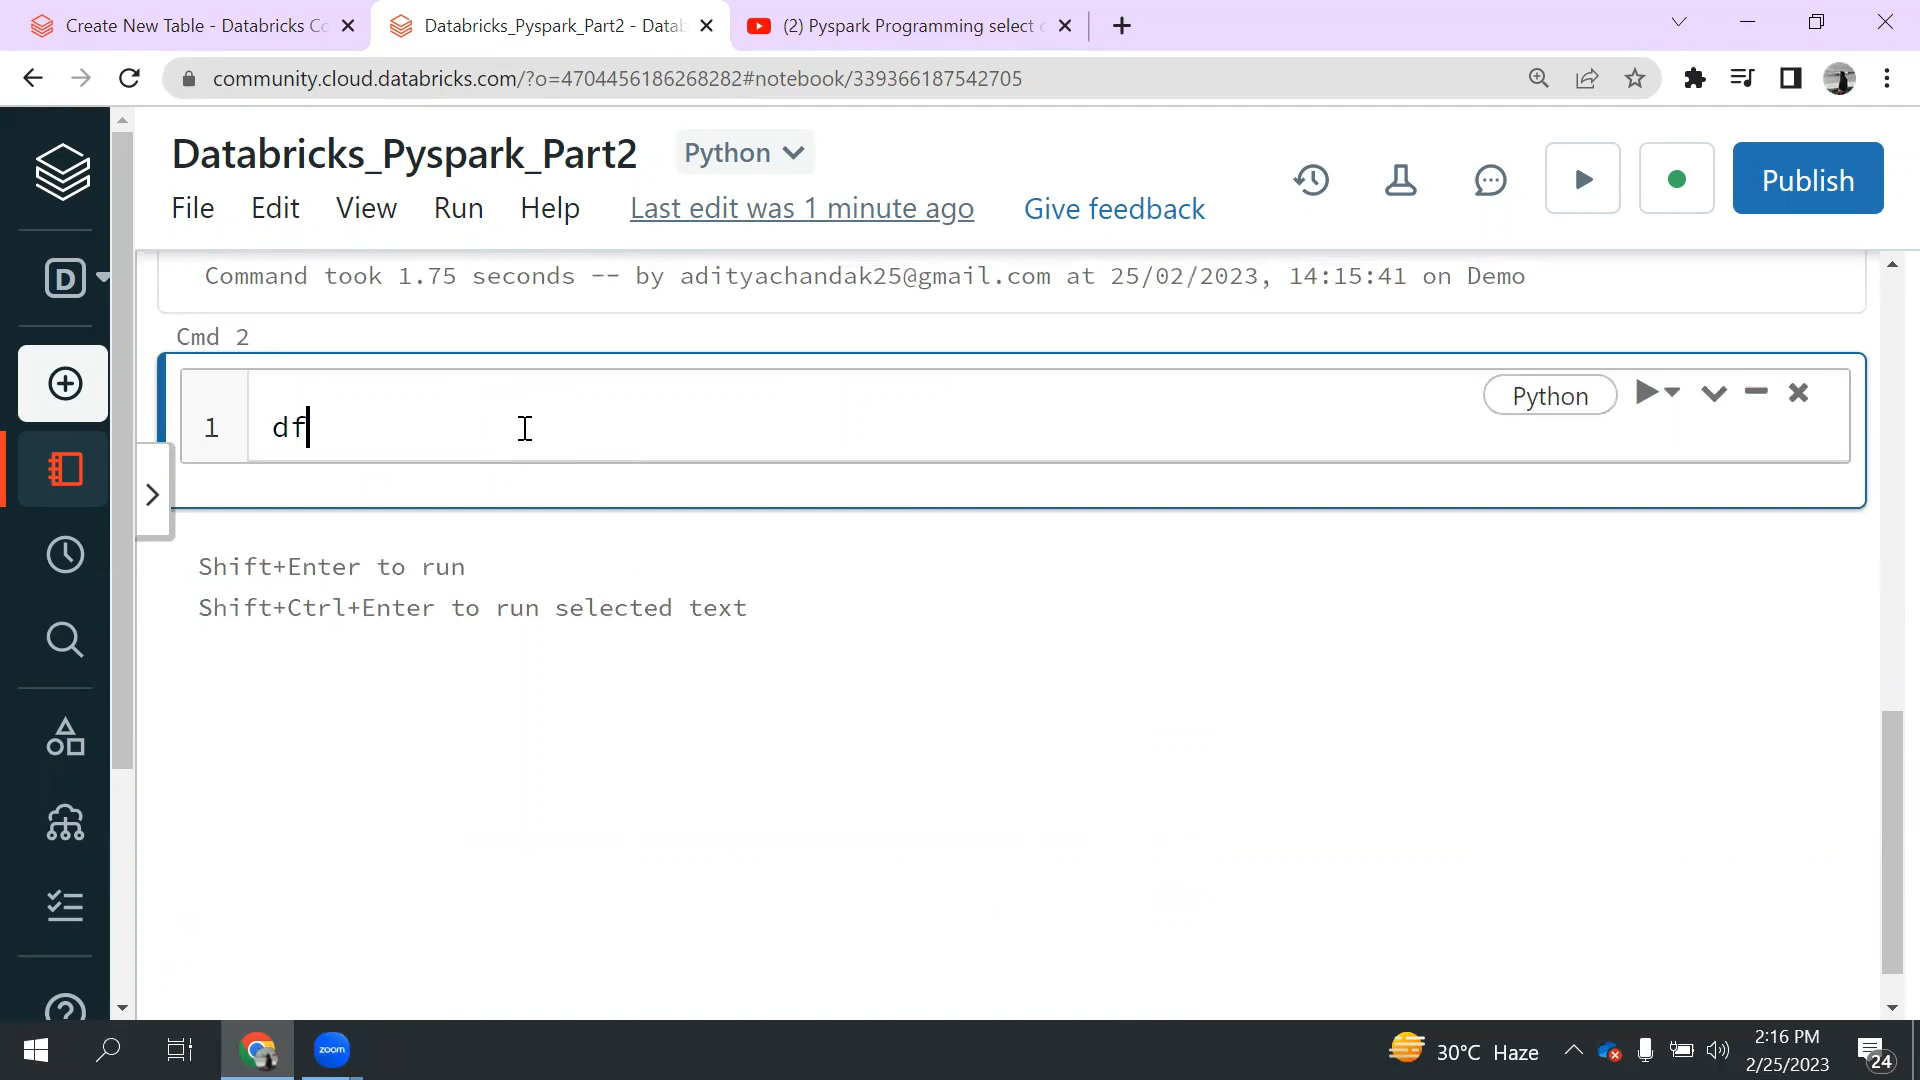 Create New Table - Databricks Co
Databricks_Pyspark_Part2 - Datab
(2) Pyspark Programming select c
community.cloud.databricks.com/?o=4704456186268282#notebook/339366187542705
Databricks_Pyspark_Part2
Python
File
Edit
View
Run
Help
Last edit was 1 minute ago
Give feedback
Publish
D
Command took 1.75 seconds -- by adityachandak25@gmail.com at 25/02/2023, 14:15:41 on Demo
Cmd 2
Python
1
df
Shift+Enter to run
Shift+Ctrl+Enter to run selected text
zoom
30°C Haze
2:16 PM
2/25/2023
24